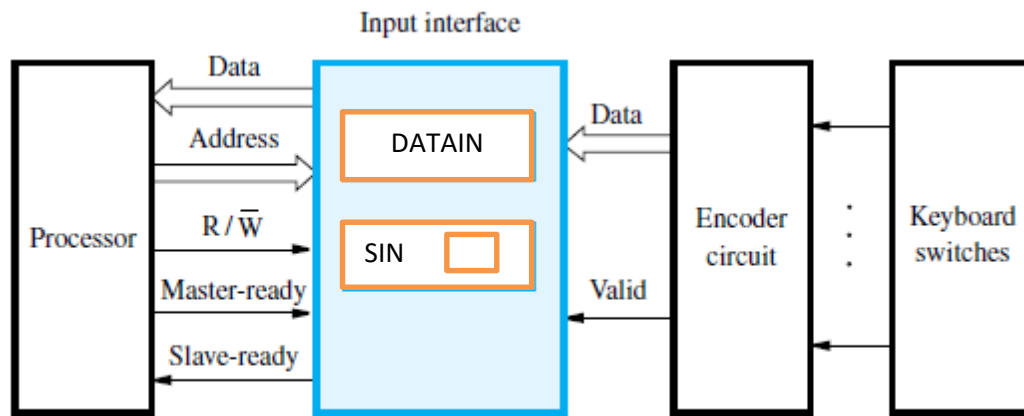 Input interface
Data
Address
R / W̅
Master-ready
Slave-ready
Processor
DATAIN
SIN
Data
Valid
Encoder
circuit
Keyboard
switches